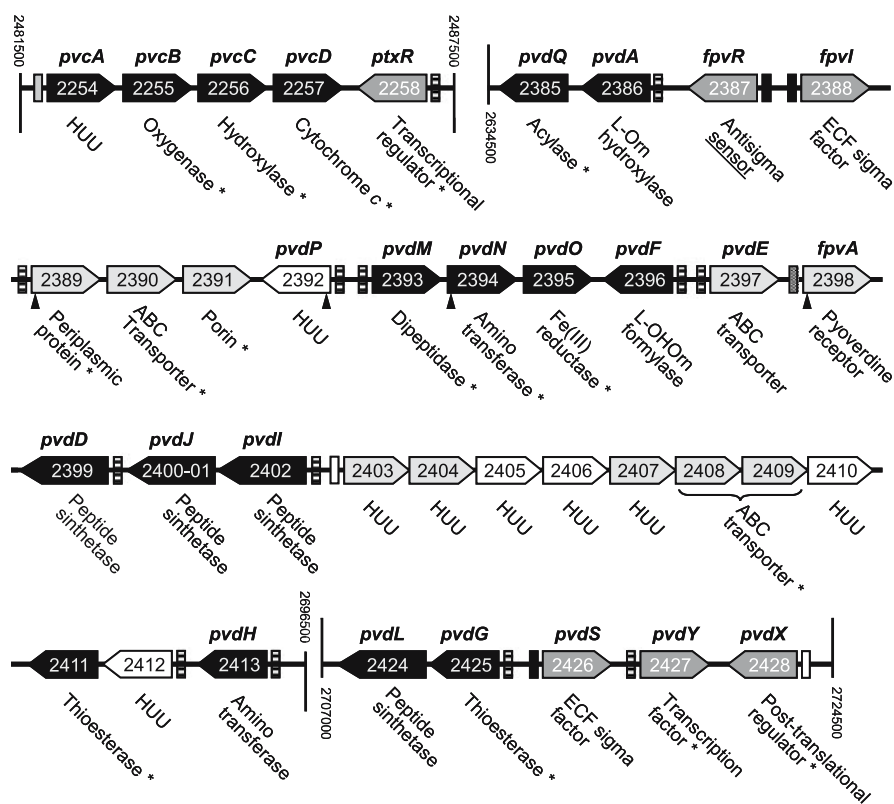 2481500
2487500
2634500
pvcA pvcB pvcC pvcD ptxR
2254 2255 2256 2257 2258
HUU
Oxygenase *
Hydroxylase *
Cytochrome c *
Transcriptional
regulator *
pvdQ pvdA fpvR fpvI
2385 2386 2387 2388
Acylase *
L-Orn
hydroxylase
Antisigma
sensor
ECF sigma
factor
pvdP pvdM pvdN pvdO pvdF pvdE fpvA
2389 2390 2391 2392 2393 2394 2395 2396 2397 2398
Periplasmic
protein *
ABC
Transporter *
Porin *
HUU
Dipeptidase *
Amino
transferase *
Fe(III)
reductase *
L-OHOrn
formylase
ABC
transporter
Pyoverdine
receptor
pvdD pvdJ pvdI
2399 2400-01 2402 2403 2404 2405 2406 2407 2408 2409 2410
Peptide
sinthetase
Peptide
sinthetase
Peptide
sinthetase
HUU
HUU
HUU
HUU
HUU
ABC
transporter *
HUU
pvdH
2696500
2411 2412 2413
Thioesterase *
HUU
Amino
transferase
pvdL pvdG pvdS pvdY pvdX
2424 2425 2426 2427 2428
2707000
2724500
Peptide
sinthetase
Thioesterase *
ECF sigma
factor
Transcription
factor *
Post-translational
regulator *